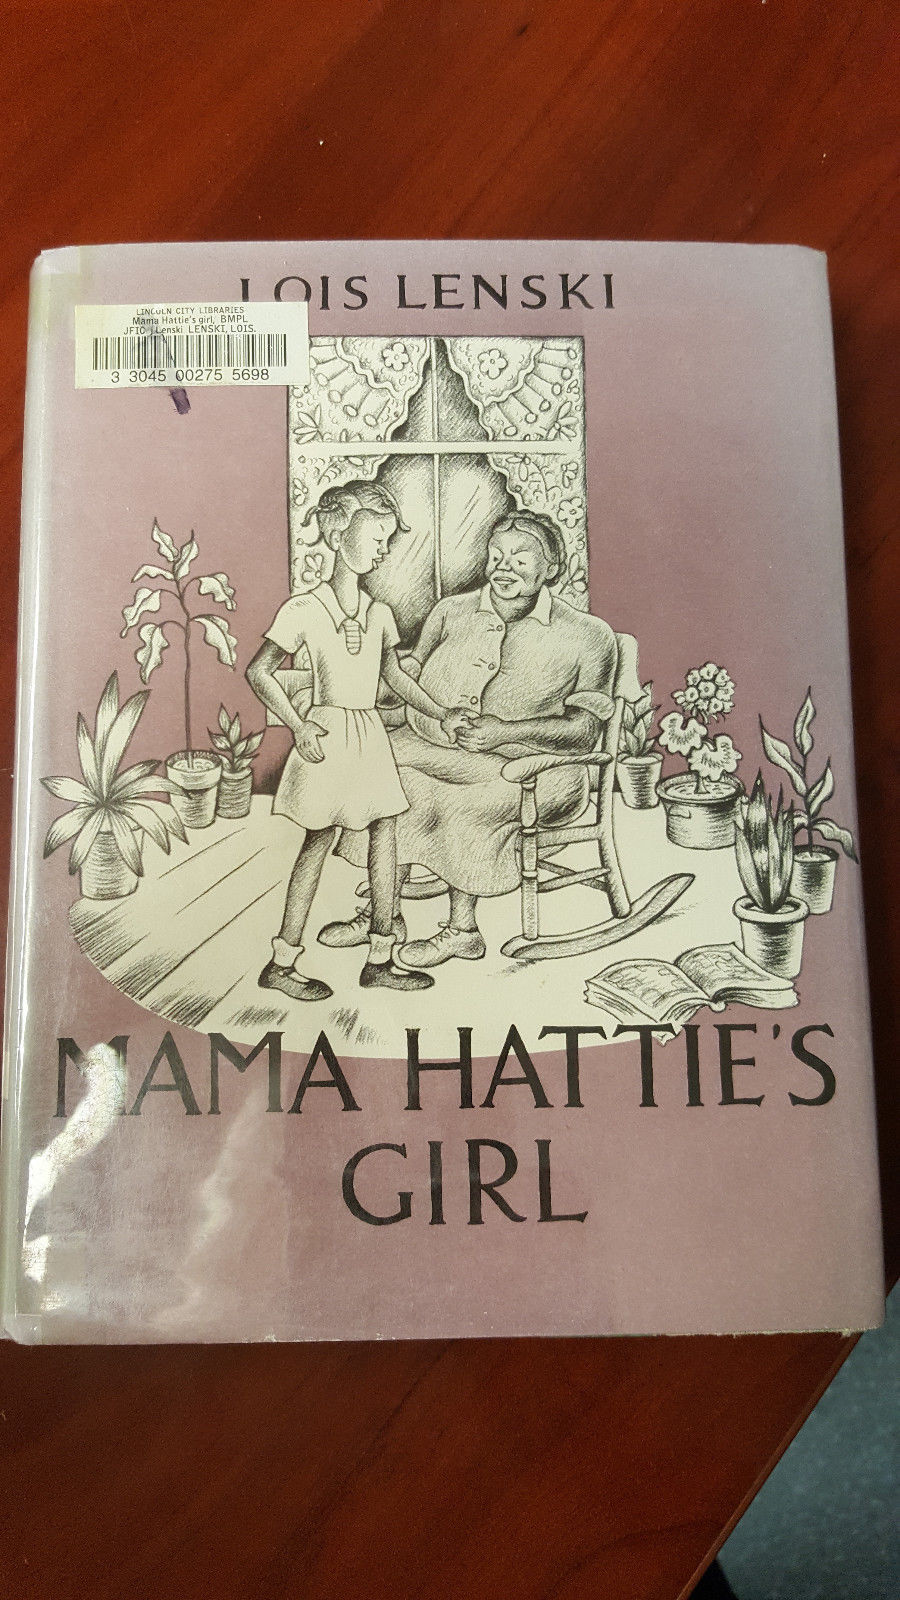 LOIS LENSKI
LINCOLN CITY LIBRARIES
Mama Hattie's girl, BMPL
JFIC J Lenski LENSKI, LOIS.
3 3045 00275 5698
MAMA HATTIE'S
GIRL